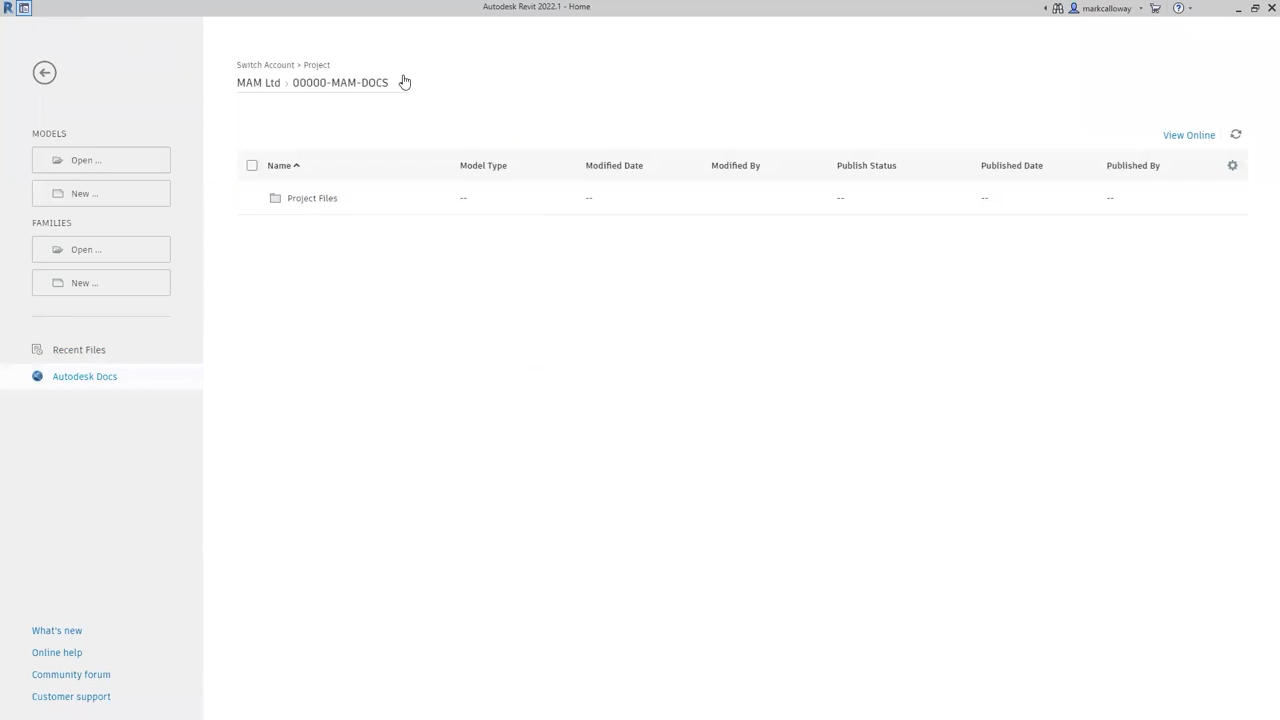 R
Autodesk Revit 2022.1 - Home
markcalloway
?
Switch Account > Project
MAM Ltd > 00000-MAM-DOCS
MODELS
Open ...
New ...
FAMILIES
Open ...
New ...
Recent Files
Autodesk Docs
What's new
Online help
Community forum
Customer support
View Online
Name Model Type Modified Date Modified By Publish Status Published Date Published By
Project Files -- -- -- -- --